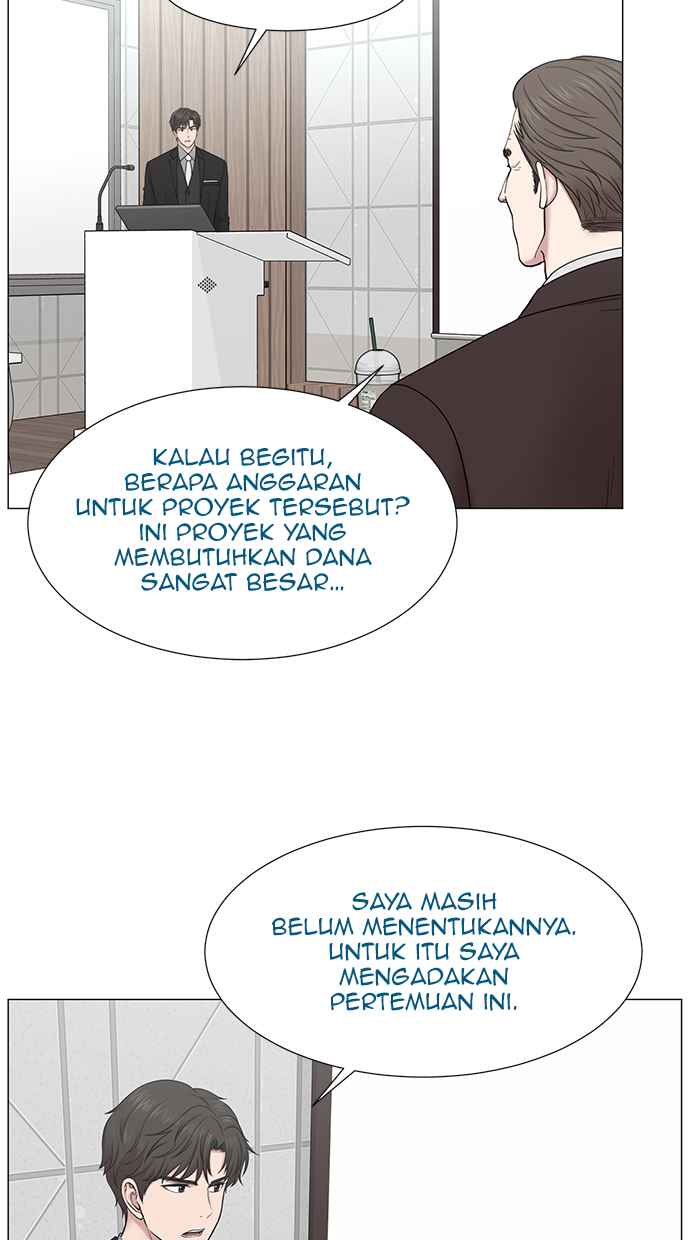 KALAU BEGITU,
BERAPA ANGGARAN
UNTUK PROYEK TERSEBUT?
INI PROYEK YANG
MEMBUTUHKAN DANA
SANGAT BESAR...
SAYA MASIH
BELUM MENENTUKANNYA.
UNTUK ITU SAYA
MENGADAKAN
PERTEMUAN INI.